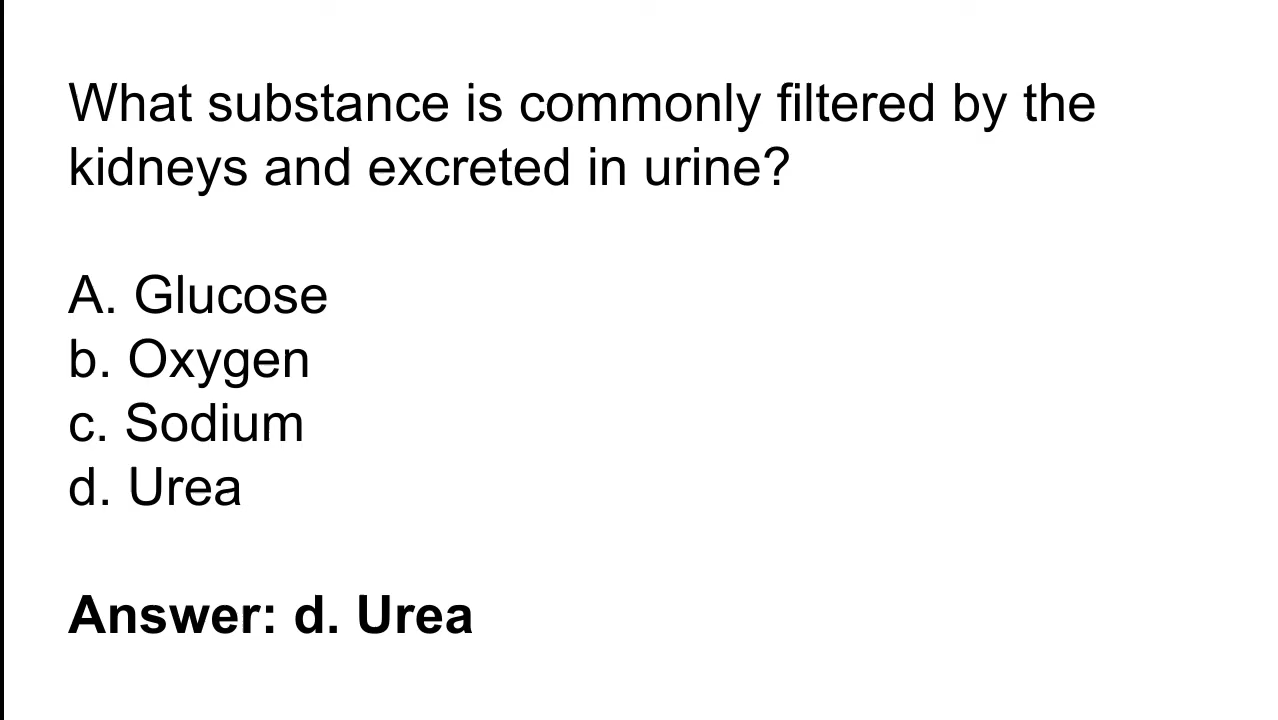 What substance is commonly filtered by the
kidneys and excreted in urine?
A. Glucose
b. Oxygen
c. Sodium
d. Urea
Answer: d. Urea